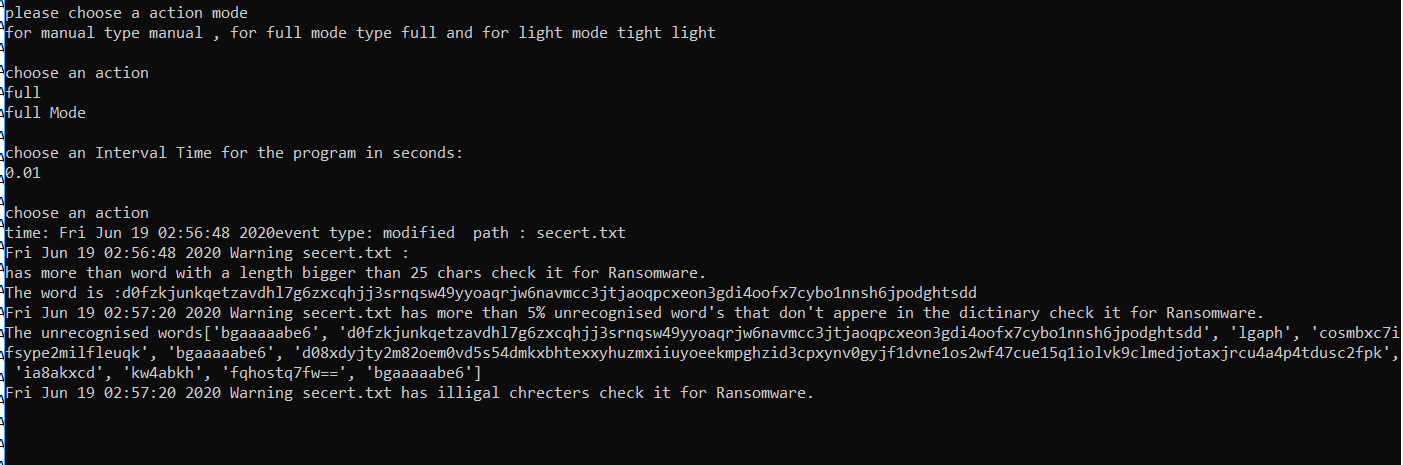 please choose a action mode
for manual type manual , for full mode type full and for light mode tight light
choose an action
full
full Mode
choose an Interval Time for the program in seconds:
0.01
choose an action
time: Fri Jun 19 02:56:48 2020event type: modified  path : secert.txt
Fri Jun 19 02:56:48 2020 Warning secert.txt :
has more than word with a length bigger than 25 chars check it for Ransomware.
The word is :d0fzkjunkqetzavdhl7g6zxcqhjj3srnqsw49yyoaqrjw6navmcc3jtjaoqpcxeon3gdi4oofx7cybo1nnsh6jpodghtsdd
Fri Jun 19 02:57:20 2020 Warning secert.txt has more than 5% unrecognised word's that don't appere in the dictinary check it for Ransomware.
The unrecognised words['bgaaaaabe6', 'd0fzkjunkqetzavdhl7g6zxcqhjj3srnqsw49yyoaqrjw6navmcc3jtjaoqpcxeon3gdi4oofx7cybo1nnsh6jpodghtsdd', 'lgaph', 'cosmbxc7i
fsype2milfleuqk', 'bgaaaaabe6', 'd08xdyjty2m82oem0vd5s54dmkxbhtexxyhuzmxiiuyoeekmpghzid3cpxynv0gyjf1dvne1os2wf47cue15q1iolvk9clmedjotaxjrcu4a4p4tdusc2fpk',
'ia8akxcd', 'kw4abkh', 'fqhostq7fw==', 'bgaaaaabe6']
Fri Jun 19 02:57:20 2020 Warning secert.txt has illigal chrecters check it for Ransomware.